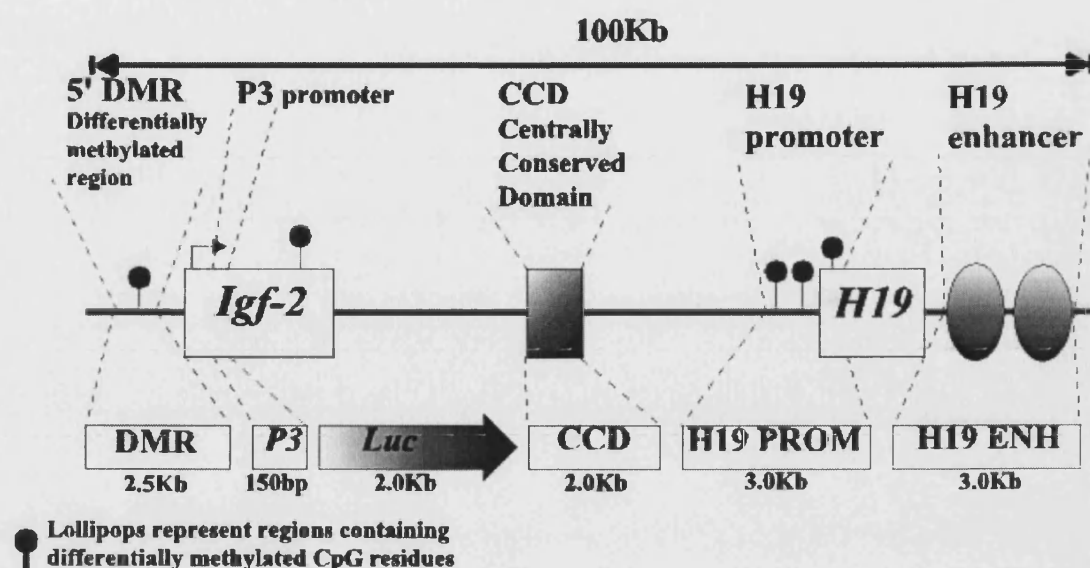 100Kb
5' DMR
Differentially
methylated
region
P3 promoter
CCD
Centrally
Conserved
Domain
H19
promoter
H19
enhancer
Igf-2
H19
DMR
P3
Luc
CCD
H19 PROM
H19 ENH
2.5Kb
150bp
2.0Kb
2.0Kb
3.0Kb
3.0Kb
Lollipops represent regions containing
differentially methylated CpG residues